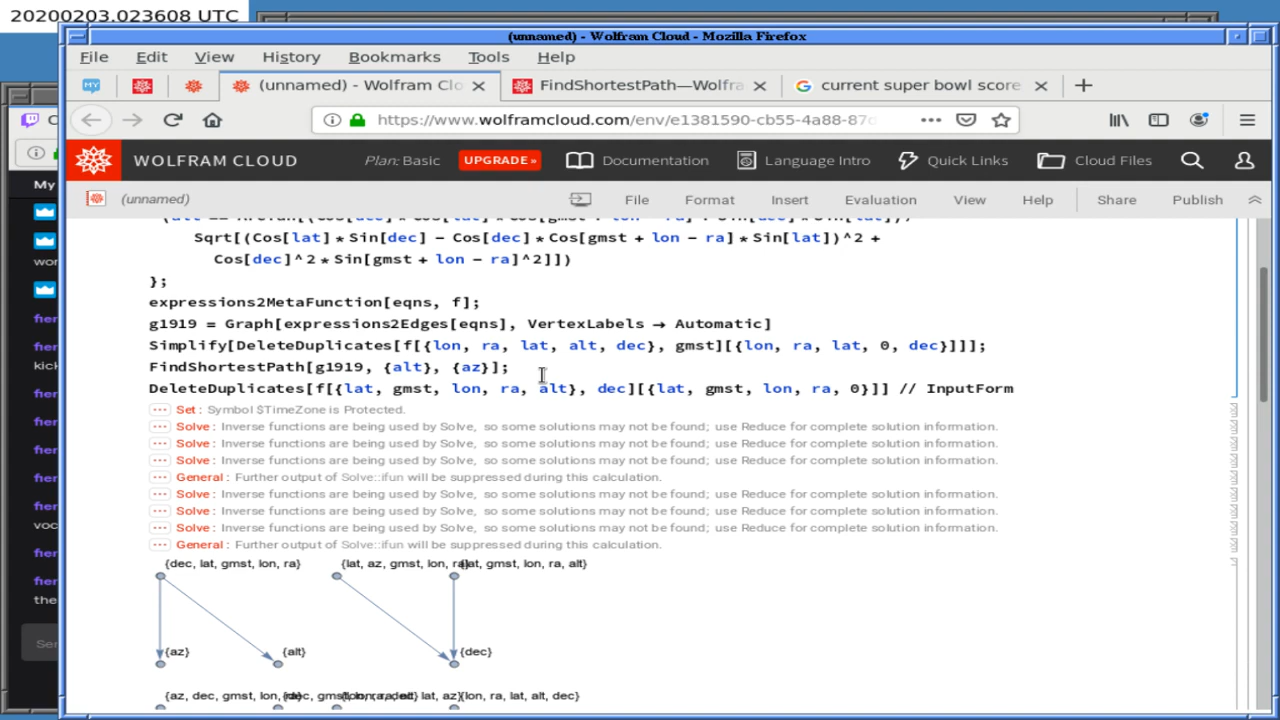 20200203.023608 UTC
(unnamed) - Wolfram Cloud - Mozilla Firefox
File Edit View History Bookmarks Tools Help
MY (unnamed) - Wolfram Clo FindShortestPath—Wolfra current super bowl score
https://www.wolframcloud.com/env/e1381590-cb55-4a88-87c
WOLFRAM CLOUD Plan: Basic UPGRADE » Documentation Language Intro Quick Links Cloud Files
(unnamed) File Format Insert Evaluation View Help Share Publish
My
Sqrt[(Cos[lat]*Sin[dec] − Cos[dec]*Cos[gmst + lon − ra]*Sin[lat])^2 +
Cos[dec]^2*Sin[gmst + lon − ra]^2]])
};
expressions2MetaFunction[eqns, f];
g1919 = Graph[expressions2Edges[eqns], VertexLabels → Automatic]
Simplify[DeleteDuplicates[f[{lon, ra, lat, alt, dec}, gmst][{lon, ra, lat, 0, dec}]]];
FindShortestPath[g1919, {alt}, {az}];
DeleteDuplicates[f[{lat, gmst, lon, ra, alt}, dec][{lat, gmst, lon, ra, 0}]] // InputForm
Set: Symbol $TimeZone is Protected.
Solve: Inverse functions are being used by Solve, so some solutions may not be found; use Reduce for complete solution information.
Solve: Inverse functions are being used by Solve, so some solutions may not be found; use Reduce for complete solution information.
Solve: Inverse functions are being used by Solve, so some solutions may not be found; use Reduce for complete solution information.
General: Further output of Solve::ifun will be suppressed during this calculation.
Solve: Inverse functions are being used by Solve, so some solutions may not be found; use Reduce for complete solution information.
Solve: Inverse functions are being used by Solve, so some solutions may not be found; use Reduce for complete solution information.
Solve: Inverse functions are being used by Solve, so some solutions may not be found; use Reduce for complete solution information.
General: Further output of Solve::ifun will be suppressed during this calculation.
{dec, lat, gmst, lon, ra} {lat, az, gmst, lon, ra} {lat, gmst, lon, ra, alt}
{az} {alt} {dec}
{az, dec, gmst, lon, lat, az} {lon, ra, lat, alt, dec}